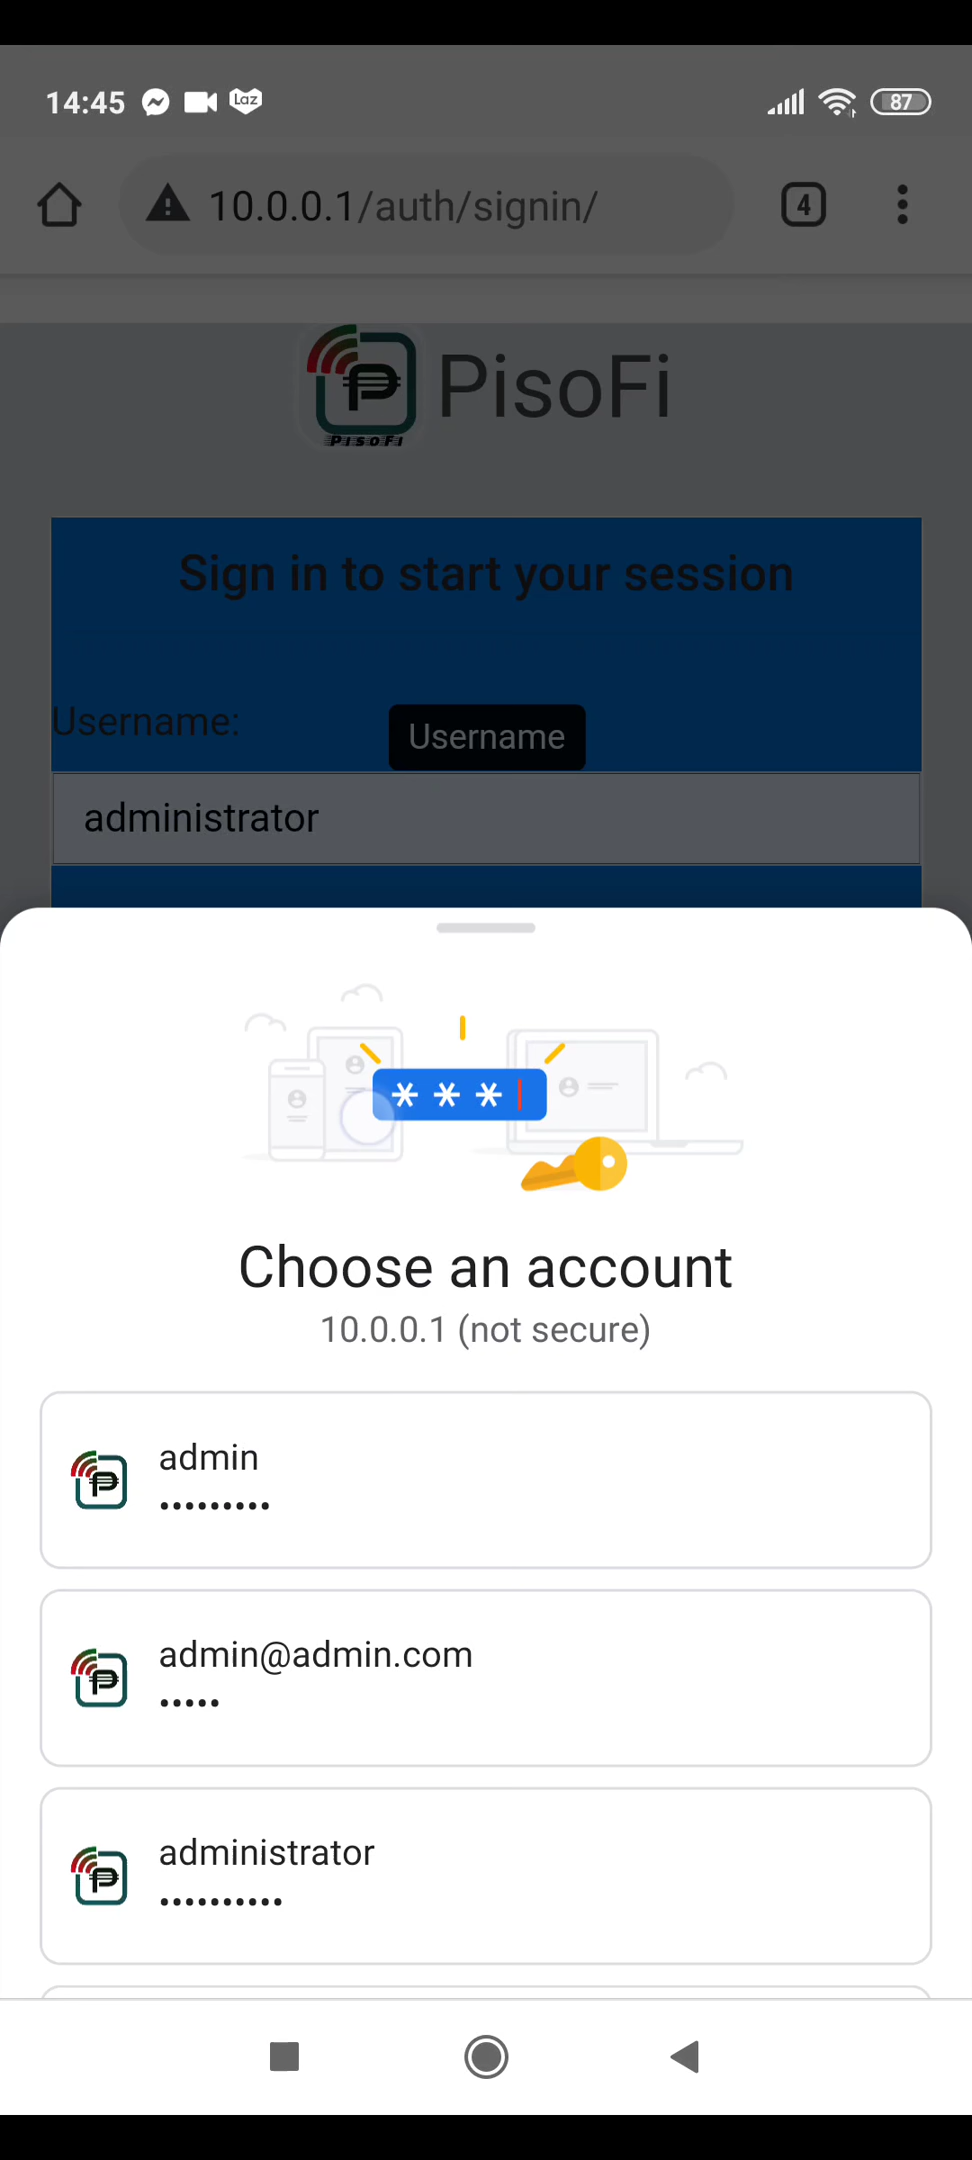 14:45 Laz 87
10.0.0.1/auth/signin/ 4
PisoFi
PISOFI
Sign in to start your session
Username:
Username
administrator
***
Choose an account
10.0.0.1 (not secure)
admin
•••••••••
admin@admin.com
•••••
administrator
••••••••••